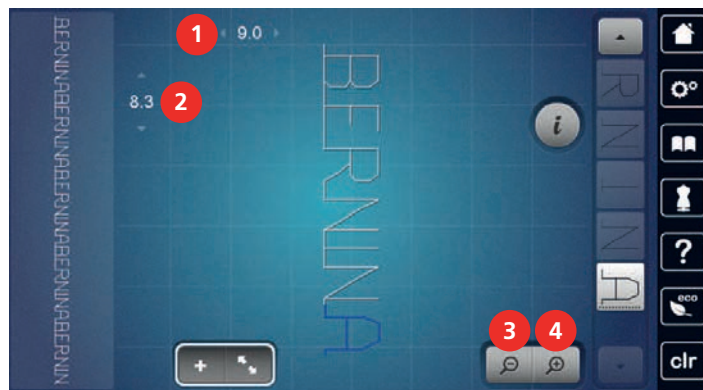 BERNINABERNINABERNINABERNINABERNIN
1
9.0
8.3
2
BERNINA
i
R
N
I
N
A
?
eco
3
4
+
clr